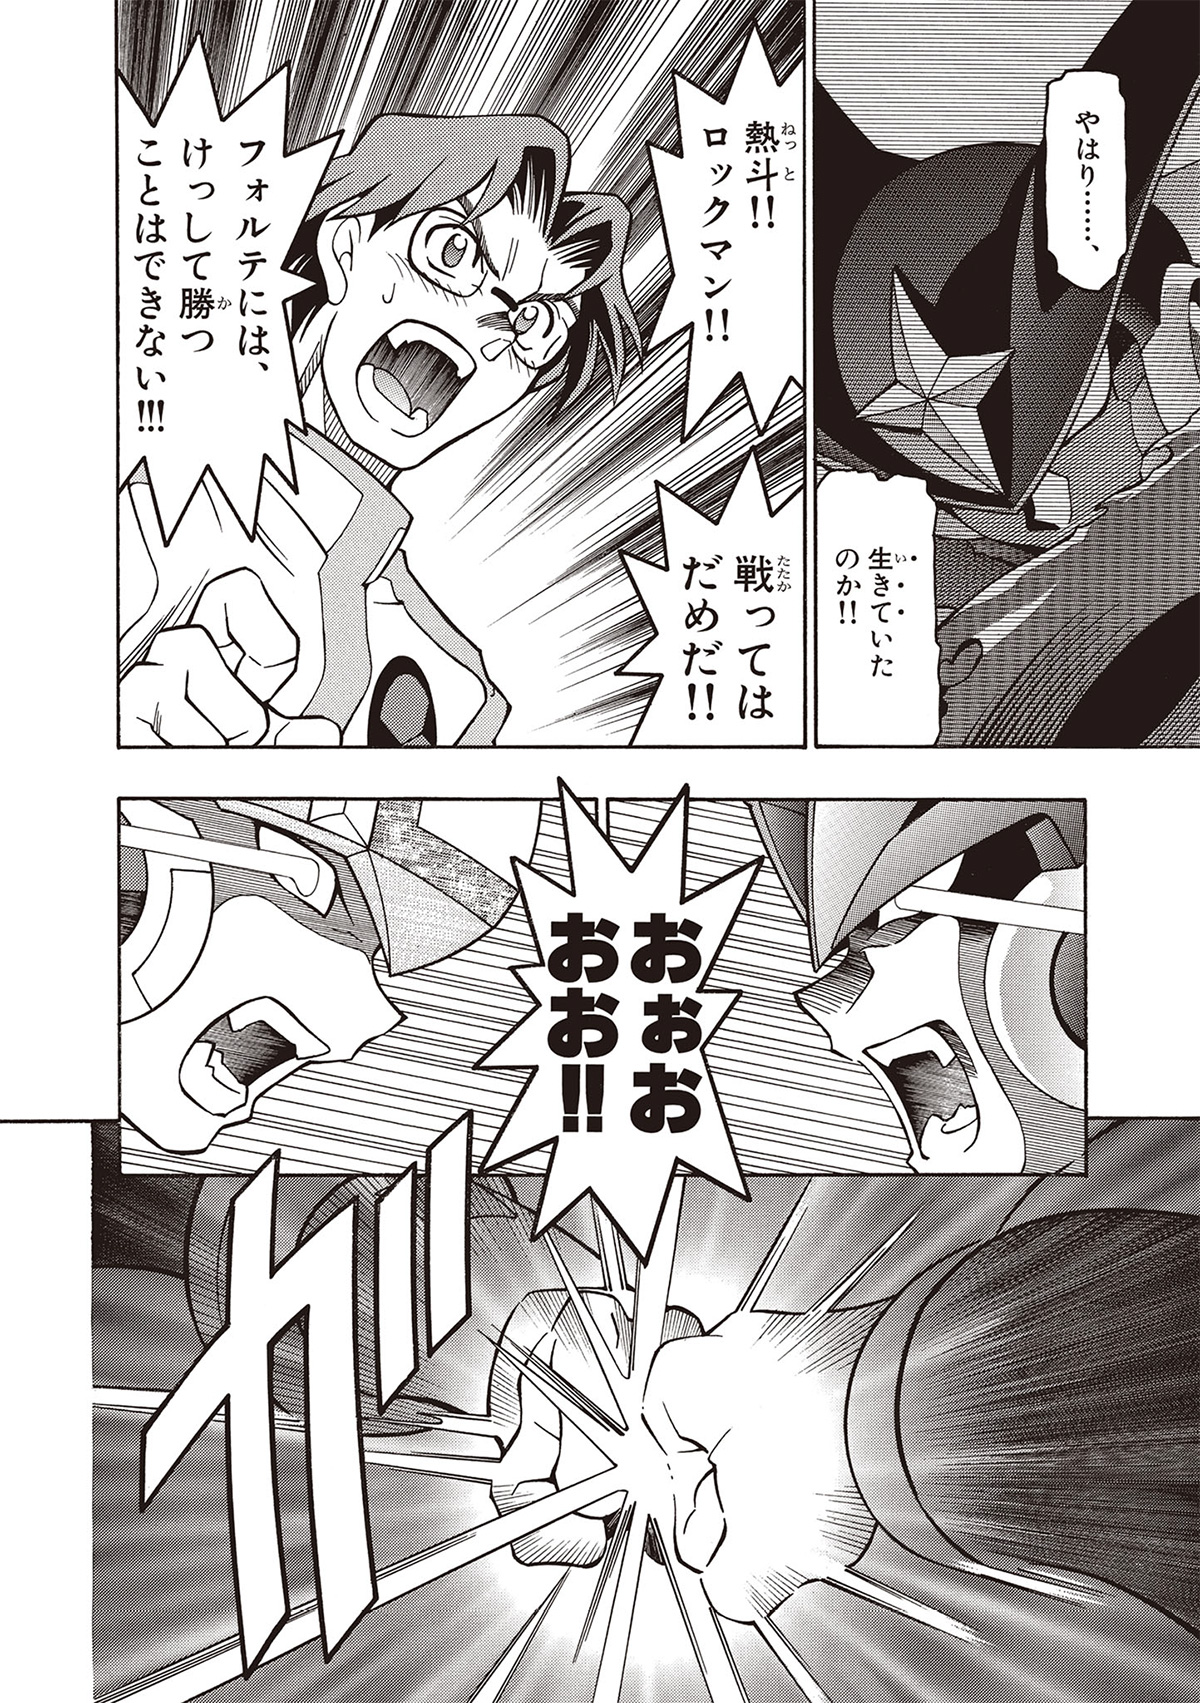 やはり……、
生きていた
のか!!
熱斗!!
ロックマン!!
戦っては
だめだ!!
フォルテには、
けっして勝つ
ことはできない!!!
おぉお
おお!!
ガッ